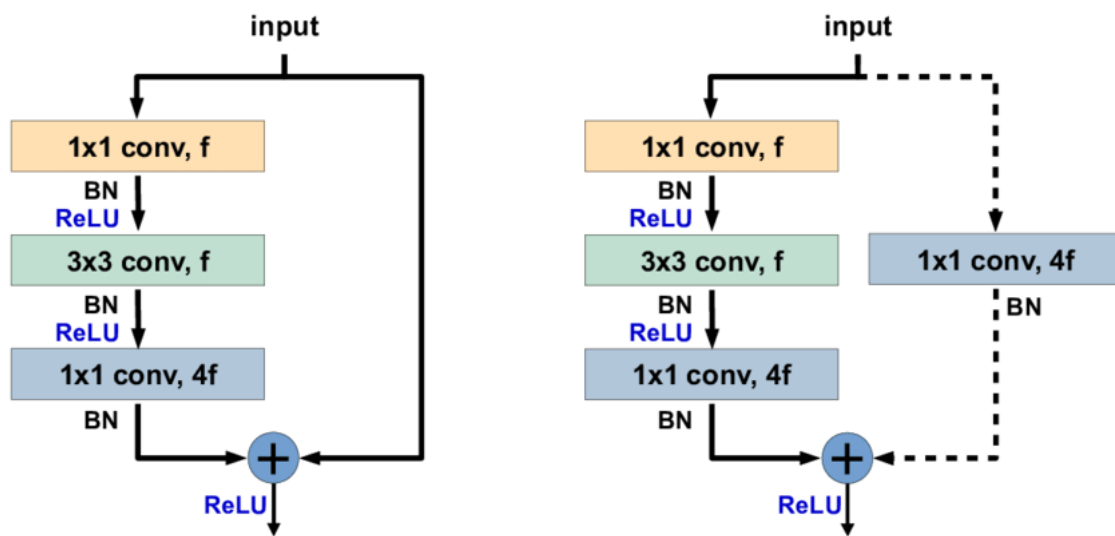 input
1x1 conv, f
BN
ReLU
3x3 conv, f
BN
ReLU
1x1 conv, 4f
BN
+
ReLU
input
1x1 conv, f
BN
ReLU
3x3 conv, f
BN
ReLU
1x1 conv, 4f
BN
1x1 conv, 4f
BN
+
ReLU